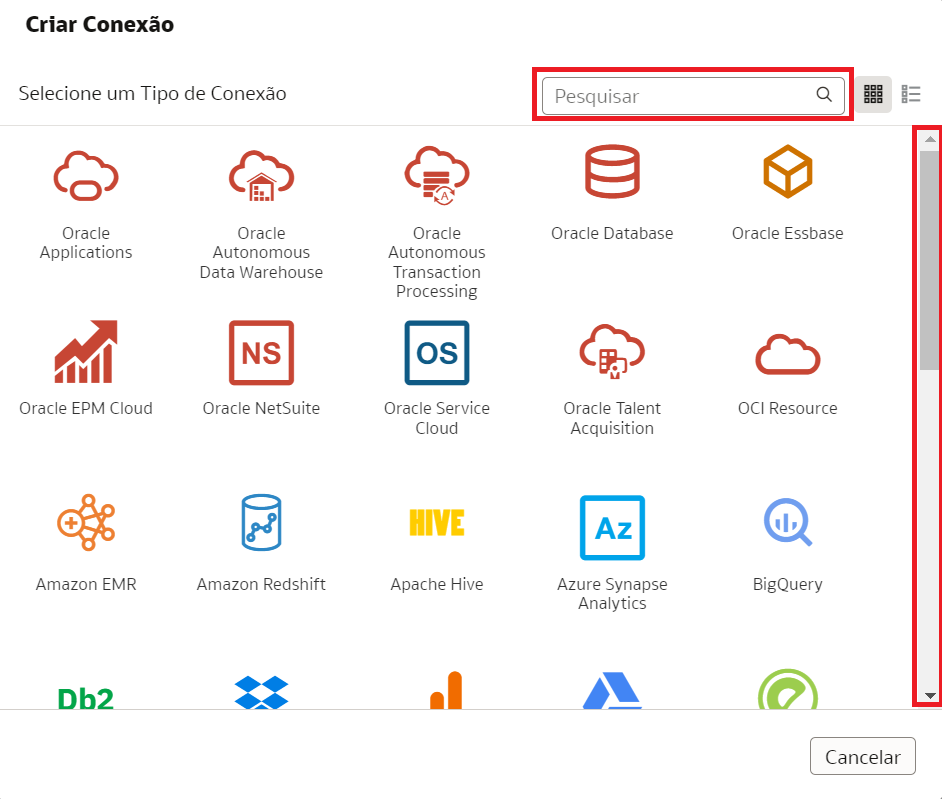 Criar Conexão
Selecione um Tipo de Conexão
Pesquisar
Oracle
Applications
Oracle
Autonomous
Data Warehouse
A
Oracle
Autonomous
Transaction
Processing
Oracle Database
Oracle Essbase
Oracle EPM Cloud
NS
Oracle NetSuite
OS
Oracle Service
Cloud
Oracle Talent
Acquisition
OCI Resource
Amazon EMR
Amazon Redshift
HIVE
Apache Hive
Az
Azure Synapse
Analytics
BigQuery
Db2
Cancelar